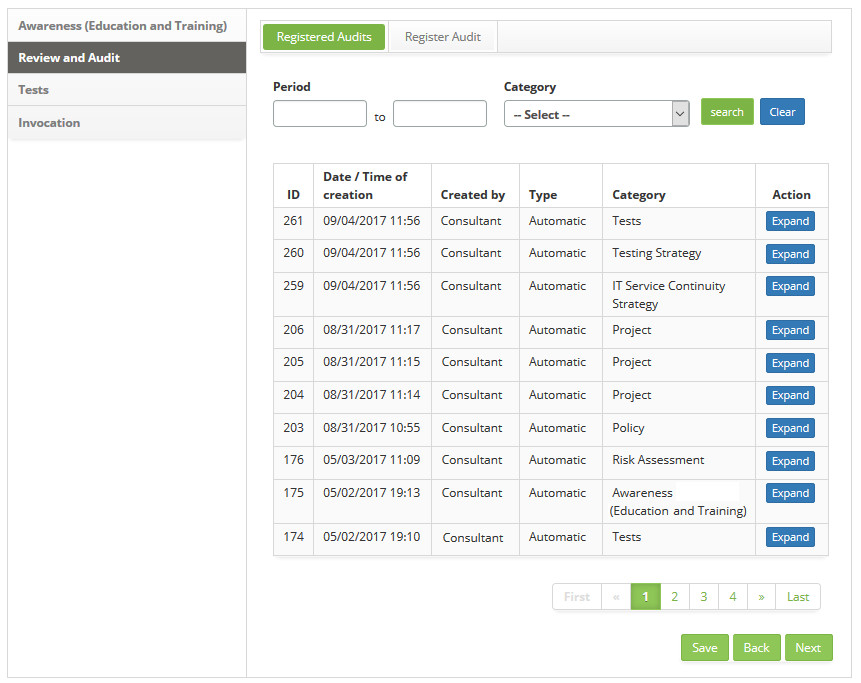 Awareness (Education and Training)
Review and Audit
Tests
Invocation
Registered Audits
Register Audit
Period
Category
to
-- Select --
search
Clear
ID
Date / Time of
creation
Created by
Type
Category
Action
261 09/04/2017 11:56 Consultant Automatic Tests Expand
260 09/04/2017 11:56 Consultant Automatic Testing Strategy Expand
259 09/04/2017 11:56 Consultant Automatic IT Service Continuity Expand
Strategy
206 08/31/2017 11:17 Consultant Automatic Project Expand
205 08/31/2017 11:15 Consultant Automatic Project Expand
204 08/31/2017 11:14 Consultant Automatic Project Expand
203 08/31/2017 10:55 Consultant Automatic Policy Expand
176 05/03/2017 11:09 Consultant Automatic Risk Assessment Expand
175 05/02/2017 19:13 Consultant Automatic Awareness Expand
(Education and Training)
174 05/02/2017 19:10 Consultant Automatic Tests Expand
First « 1 2 3 4 » Last
Save Back Next